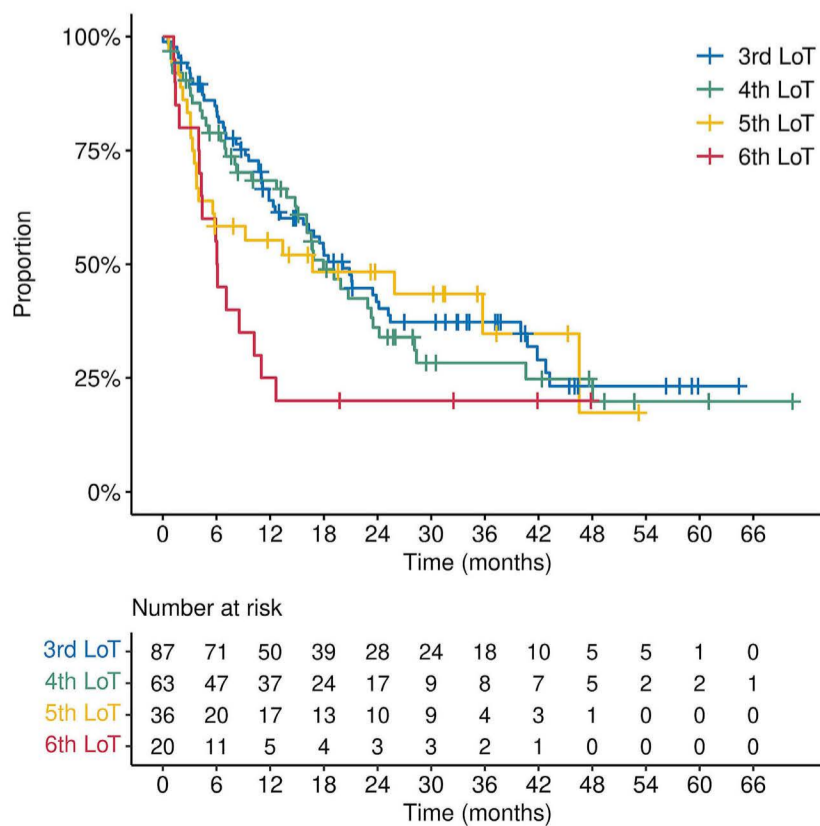 100%
75%
50%
25%
0%
Proportion
3rd LoT
4th LoT
5th LoT
6th LoT
0 6 12 18 24 30 36 42 48 54 60 66
Time (months)
Number at risk
3rd LoT 87 71 50 39 28 24 18 10 5 5 1 0
4th LoT 63 47 37 24 17 9 8 7 5 2 2 1
5th LoT 36 20 17 13 10 9 4 3 1 0 0 0
6th LoT 20 11 5 4 3 3 2 1 0 0 0 0
0 6 12 18 24 30 36 42 48 54 60 66
Time (months)